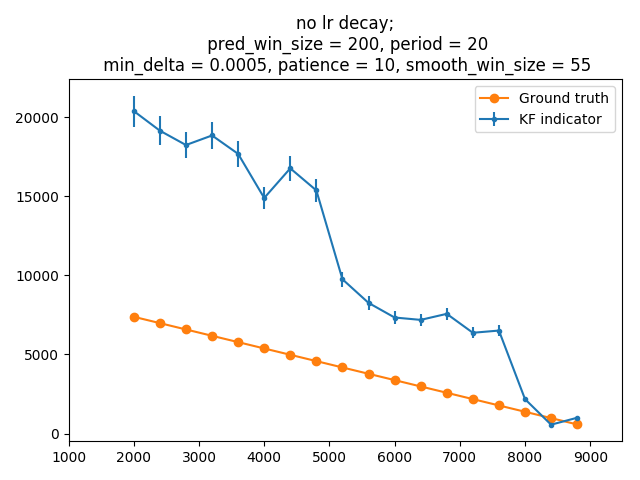 no lr decay;
pred_win_size = 200, period = 20
min_delta = 0.0005, patience = 10, smooth_win_size = 55
Ground truth
KF indicator
20000
15000
10000
5000
0
1000 2000 3000 4000 5000 6000 7000 8000 9000